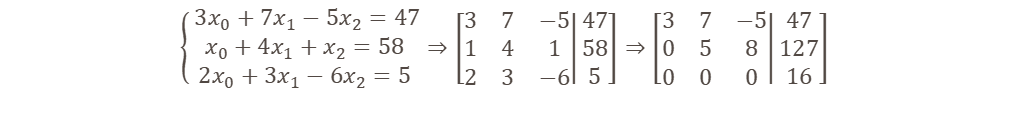 3x₀ + 7x₁ − 5x₂ = 47
x₀ + 4x₁ + x₂ = 58
2x₀ + 3x₁ − 6x₂ = 5
⇒
3 7 −5 47
1 4 1 58
2 3 −6 5
⇒
3 7 −5 47
0 5 8 127
0 0 0 16